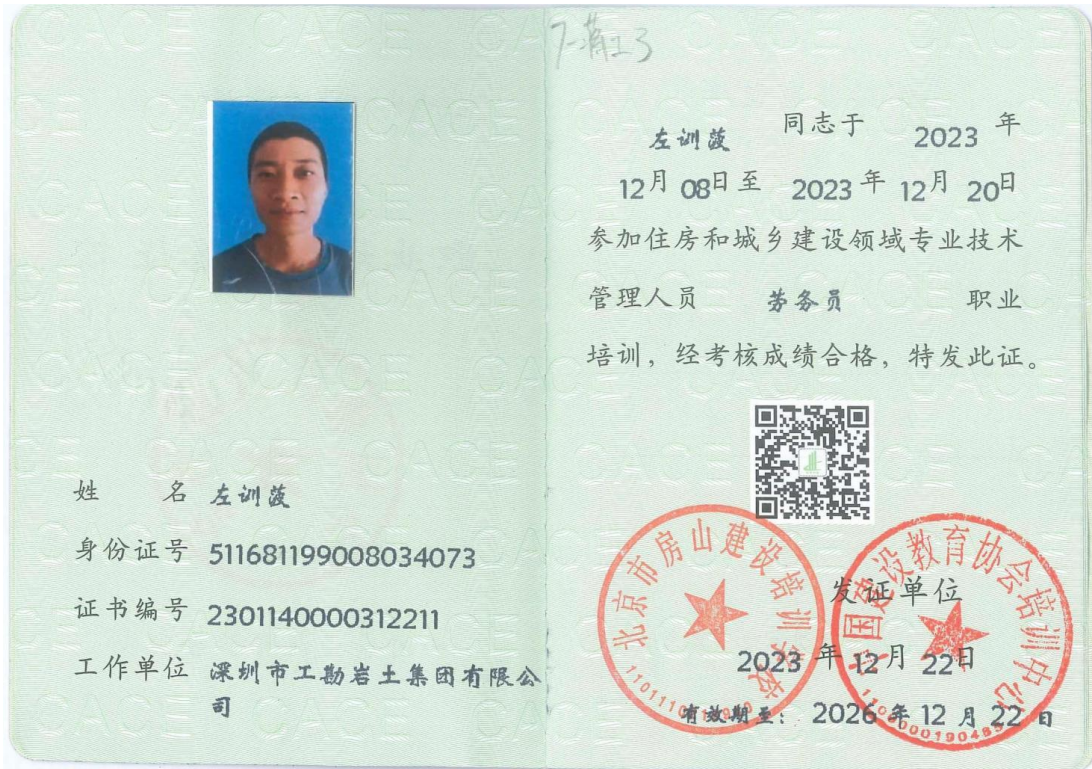 左训菠 同志于 2023 年
12月 08日 至 2023 年 12月 20日
参加住房和城乡建设领域专业技术
管理人员 劳务员 职业
培训，经考核成绩合格，特发此证。
姓 名 左训菠
身份证号 511681199008034073
证书编号 2301140000312211
工作单位 深圳市工勘岩土集团有限公
司
北京市房山建设培训学校
中国建设教育协会培训中心
发证单位
2023 年 12 月 22日
有效期至： 2026 年 12 月 22 日
CACE